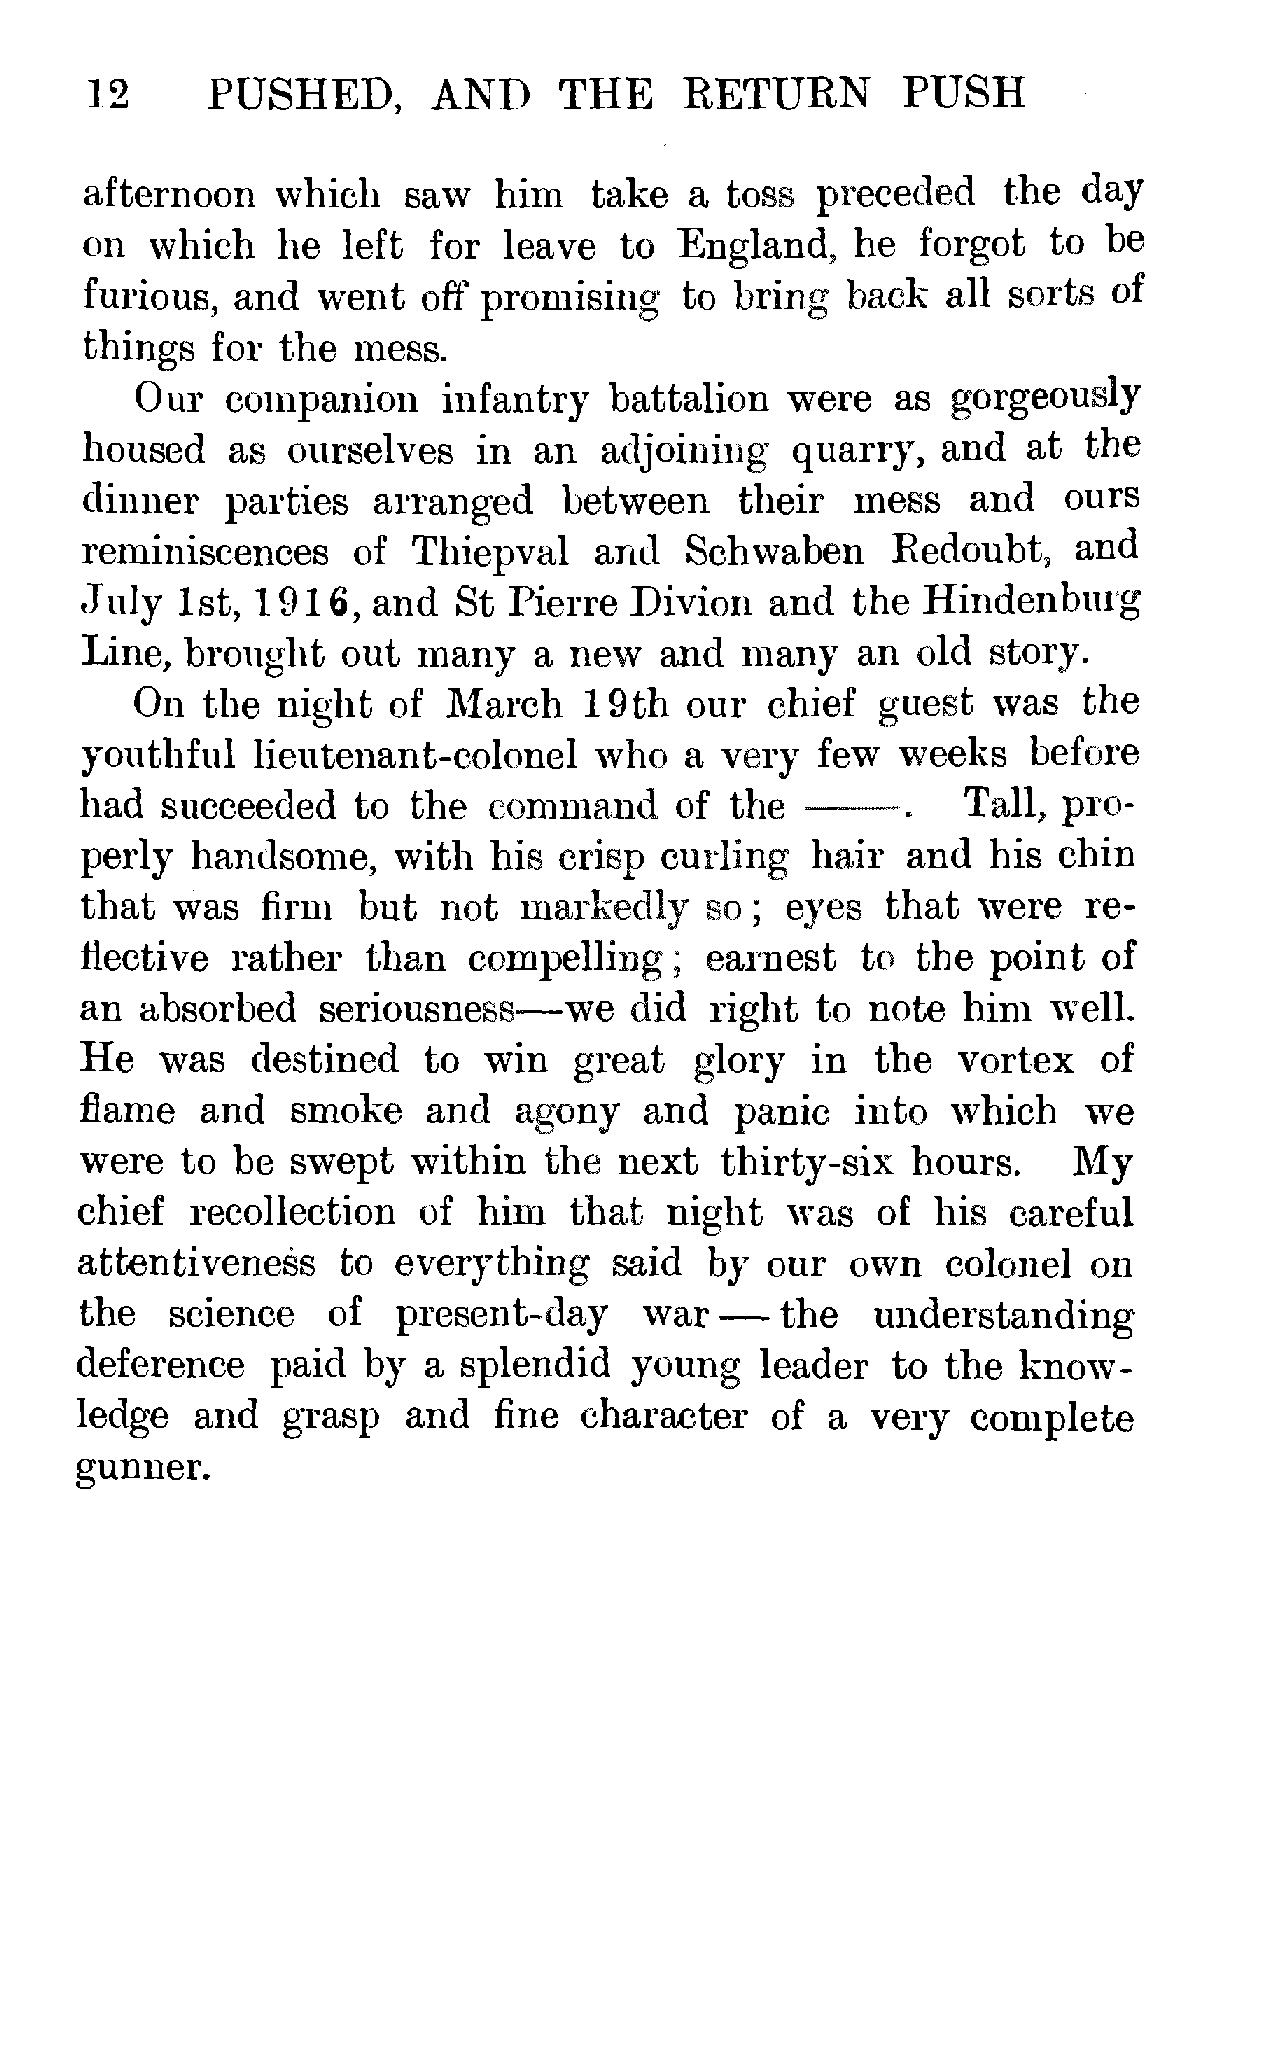 12 PUSHED, AND THE RETURN PUSH
afternoon which saw him take a toss preceded the day
on which he left for leave to England, he forgot to be
furious, and went off promising to bring back all sorts of
things for the mess.
Our companion infantry battalion were as gorgeously
housed as ourselves in an adjoining quarry, and at the
dinner parties arranged between their mess and ours
reminiscences of Thiepval and Schwaben Redoubt, and
July 1st, 1916, and St Pierre Divion and the Hindenburg
Line, brought out many a new and many an old story.
On the night of March 19th our chief guest was the
youthful lieutenant-colonel who a very few weeks before
had succeeded to the command of the ——. Tall, pro-
perly handsome, with his crisp curling hair and his chin
that was firm but not markedly so; eyes that were re-
flective rather than compelling; earnest to the point of
an absorbed seriousness—we did right to note him well.
He was destined to win great glory in the vortex of
flame and smoke and agony and panic into which we
were to be swept within the next thirty-six hours. My
chief recollection of him that night was of his careful
attentiveness to everything said by our own colonel on
the science of present-day war — the understanding
deference paid by a splendid young leader to the know-
ledge and grasp and fine character of a very complete
gunner.